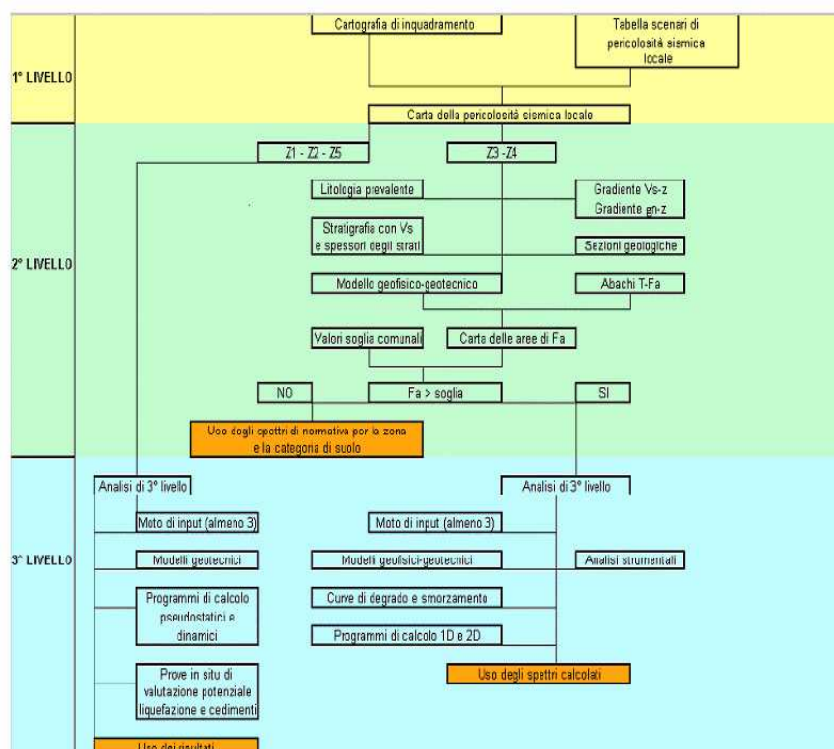 Cartografia di inquadramento
Tabella scenari di
pericolosità sismica
locale
1° LIVELLO
Carta della pericolosità sismica locale
Z1 - Z2 - Z5
Z3 -Z4
Litologia prevalente
Gradiente Vs-z
Gradiente gn-z
Stratigrafia con Vs
e spessori degli strati
Sezioni geologiche
2° LIVELLO
Modello geofisico-geotecnico
Abachi T-Fa
Valori soglia comunali
Carta delle aree di Fa
NO
Fa > soglia
SI
Uso degli spettri di normativa por la zona
e la categoria di suolo
Analisi di 3° livello
Analisi di 3° livello
Moto di input (almeno 3)
Moto di input (almeno 3)
3° LIVELLO
Modelli geotecnici
Modelli geofisici-geotecnici
Analisi strumentali
Programmi di calcolo
pseudostatici e
dinamici
Curve di degrado e smorzamento
Programmi di calcolo 1D e 2D
Prove in situ di
valutazione potenziale
liquefazione e cedimenti
Uso degli spettri calcolati
Uso dei risultati